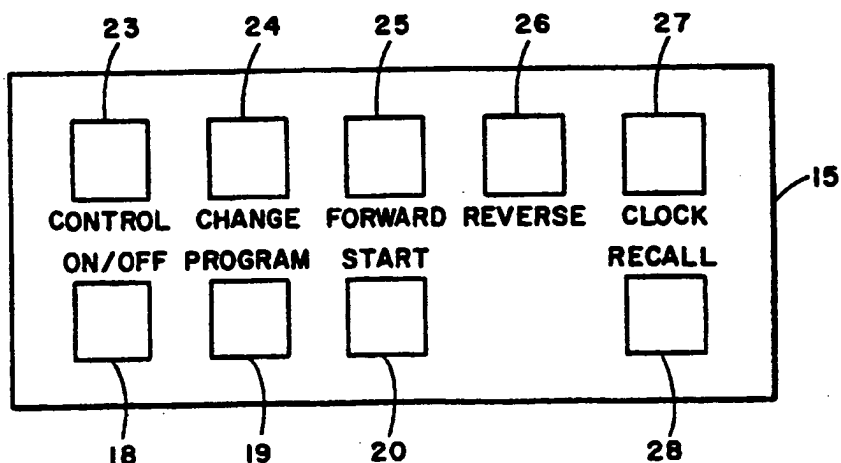 23 24 25 26 27
15
CONTROL CHANGE FORWARD REVERSE CLOCK
ON/OFF PROGRAM START RECALL
18 19 20 28